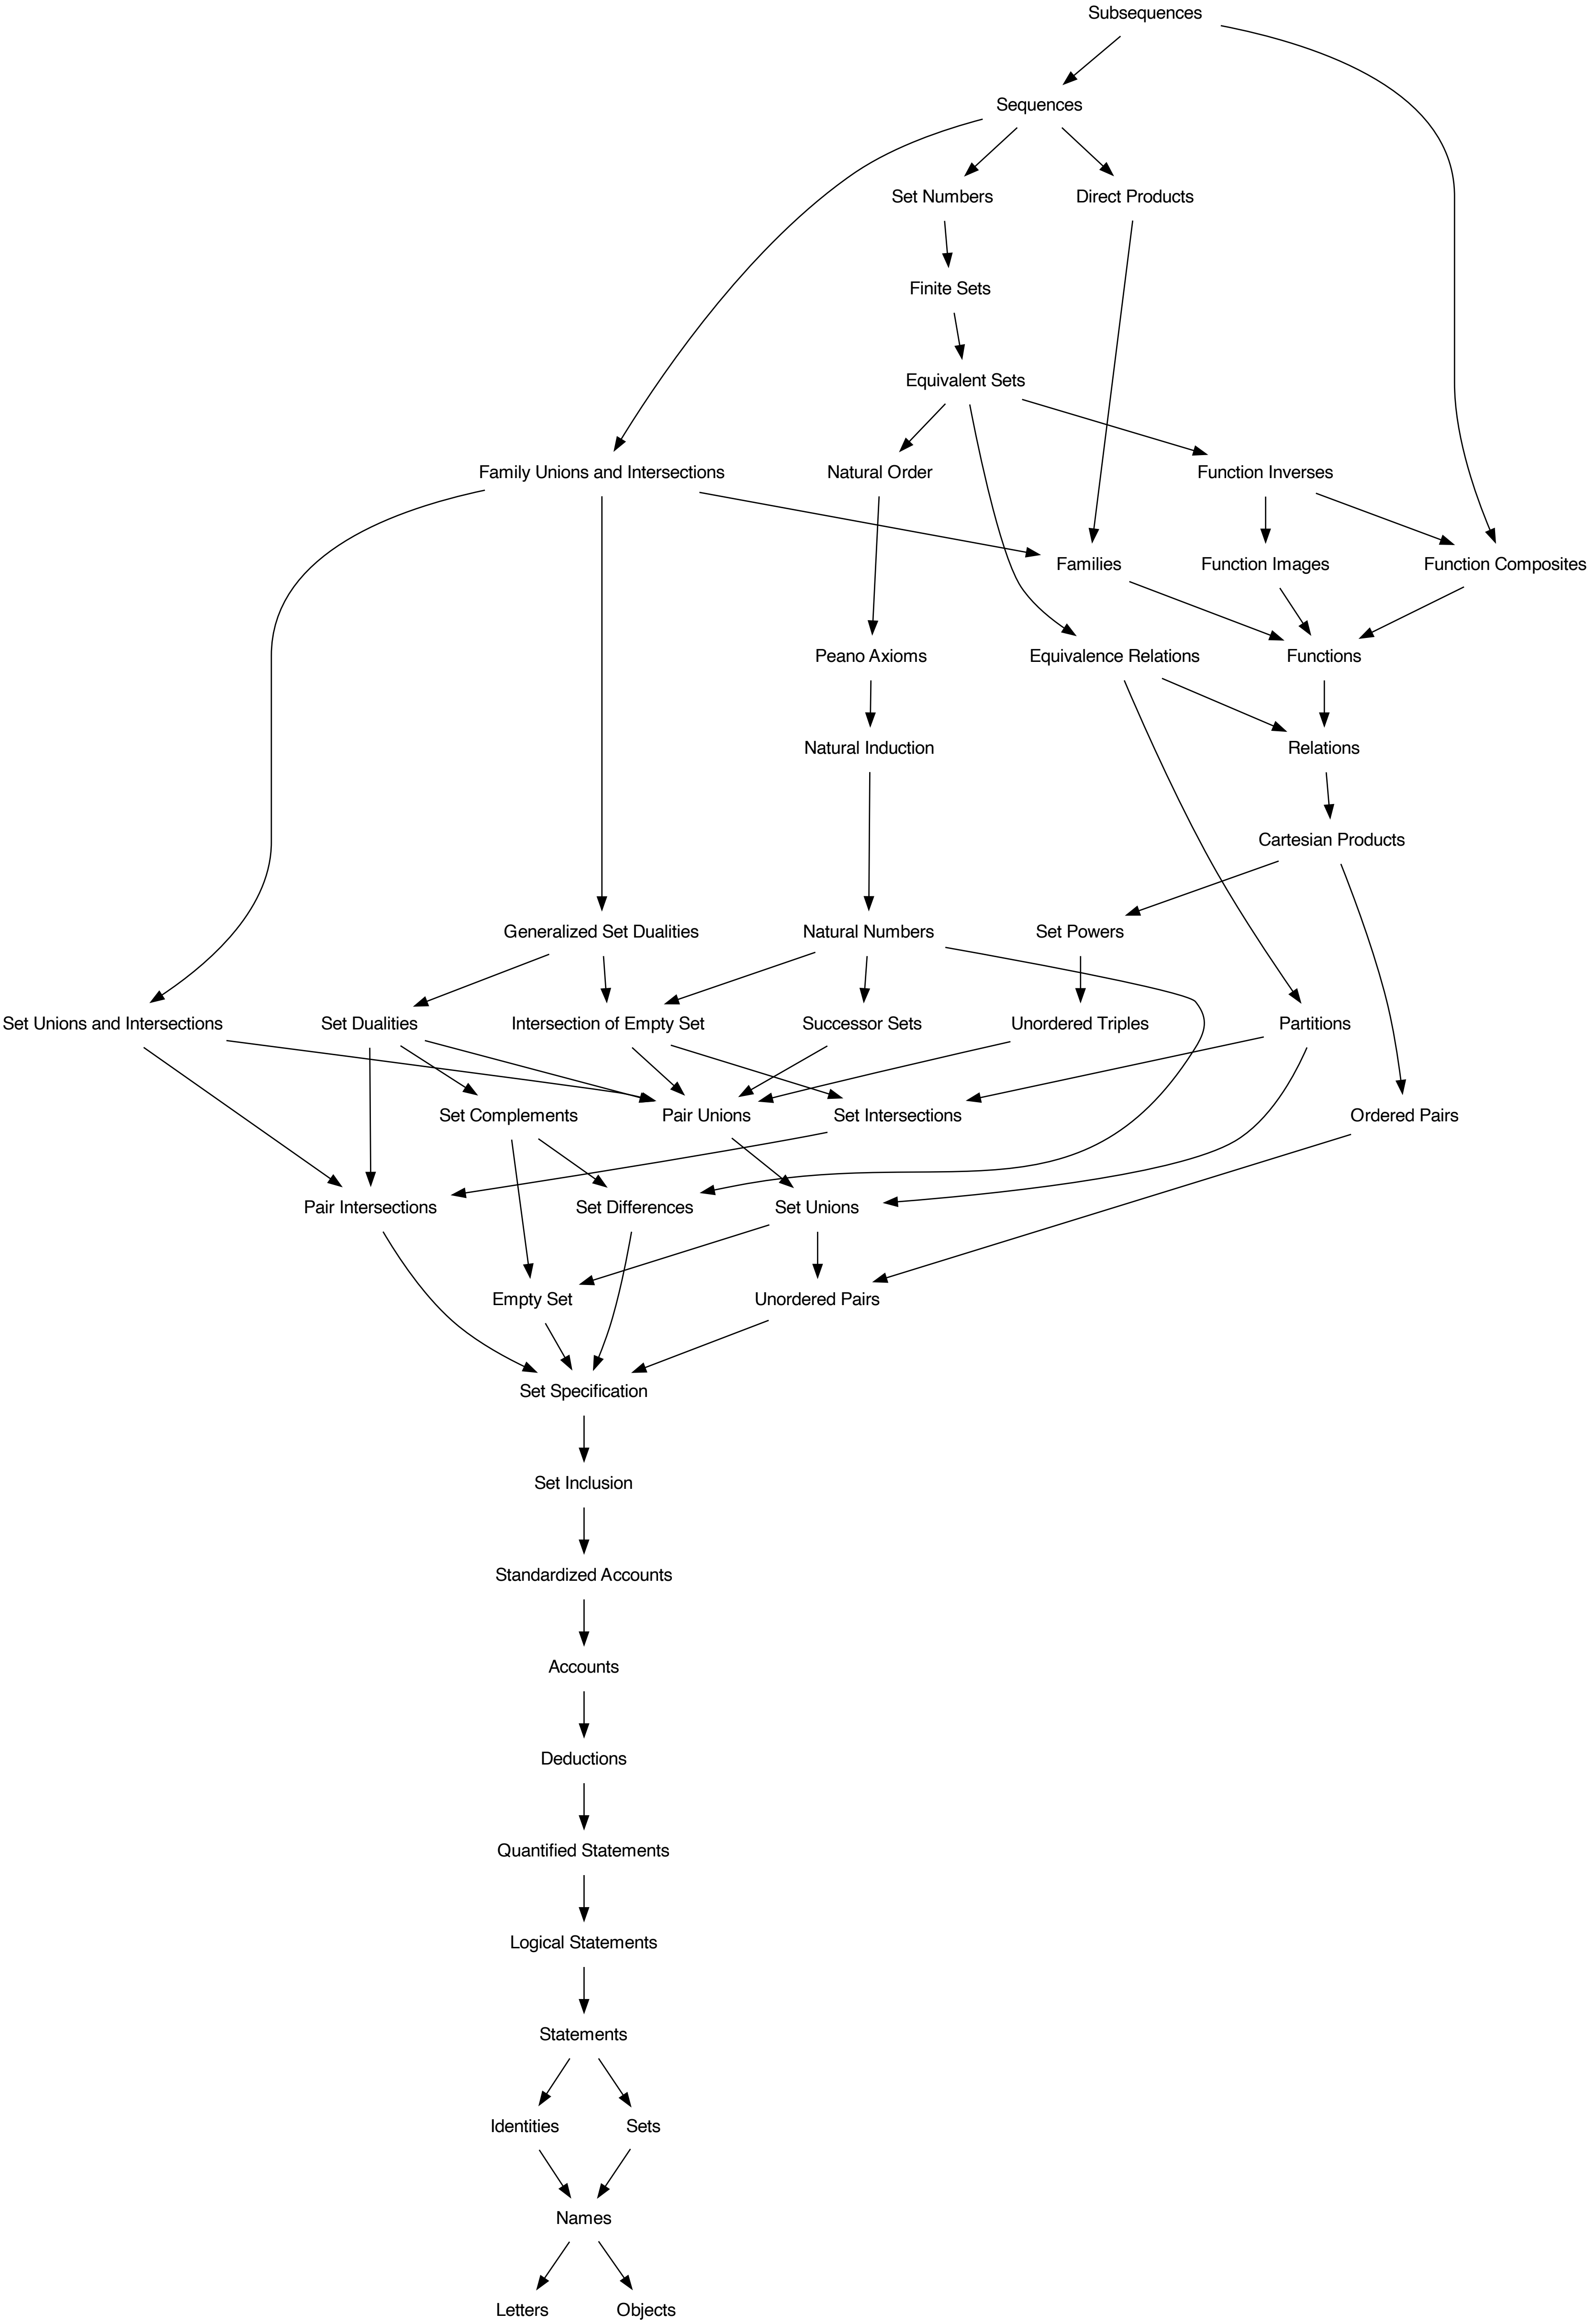 Subsequences
Sequences
Set Numbers
Direct Products
Finite Sets
Equivalent Sets
Family Unions and Intersections
Natural Order
Function Inverses
Families
Function Images
Function Composites
Peano Axioms
Equivalence Relations
Functions
Natural Induction
Relations
Cartesian Products
Generalized Set Dualities
Natural Numbers
Set Powers
Set Unions and Intersections
Set Dualities
Intersection of Empty Set
Successor Sets
Unordered Triples
Partitions
Set Complements
Pair Unions
Set Intersections
Ordered Pairs
Pair Intersections
Set Differences
Set Unions
Empty Set
Unordered Pairs
Set Specification
Set Inclusion
Standardized Accounts
Accounts
Deductions
Quantified Statements
Logical Statements
Statements
Identities
Sets
Names
Letters
Objects